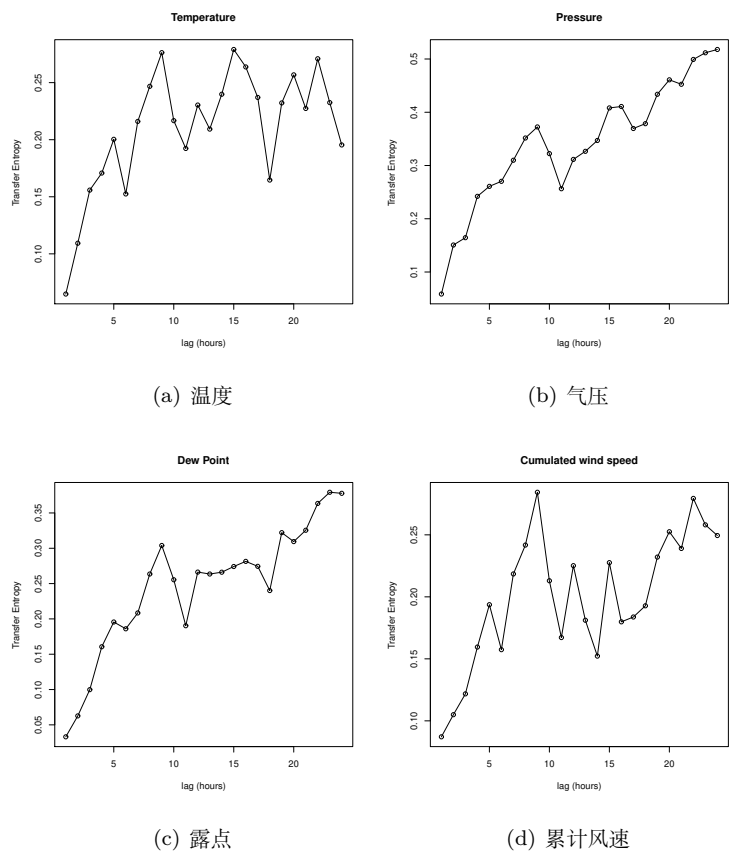 Temperature
Transfer Entropy
0.25
0.20
0.15
0.10
5 10 15 20
lag (hours)
(a) 温度
Pressure
Transfer Entropy
0.5
0.4
0.3
0.2
0.1
5 10 15 20
lag (hours)
(b) 气压
Dew Point
Transfer Entropy
0.35
0.30
0.25
0.20
0.15
0.10
0.05
5 10 15 20
lag (hours)
(c) 露点
Cumulated wind speed
Transfer Entropy
0.25
0.20
0.15
0.10
5 10 15 20
lag (hours)
(d) 累计风速